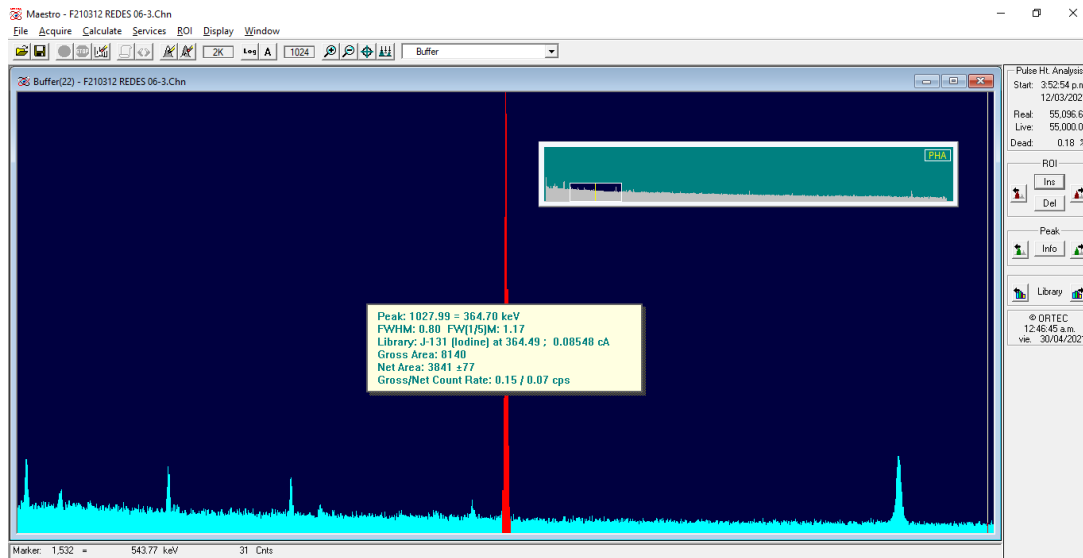 Maestro - F210312 REDES 06-3.Chn
File Acquire Calculate Services ROI Display Window
2K Log A 1024 Buffer
Buffer(22) - F210312 REDES 06-3.Chn
PHA
Peak: 1027.99 = 364.70 keV
FWHM: 0.80 FW(1/5)M: 1.17
Library: J-131 (Iodine) at 364.49 ; 0.08548 cA
Gross Area: 8140
Net Area: 3841 ±77
Gross/Net Count Rate: 0.15 / 0.07 cps
Pulse Ht. Analysis
Start: 3:52:54 p.m
12/03/202
Real: 55,096.6
Live: 55,000.0
Dead: 0.18 %
ROI
Ins
Del
Peak
Info
Library
© ORTEC
12:46:45 a.m.
vie. 30/04/2021
Marker: 1,532 = 543.77 keV 31 Cnts